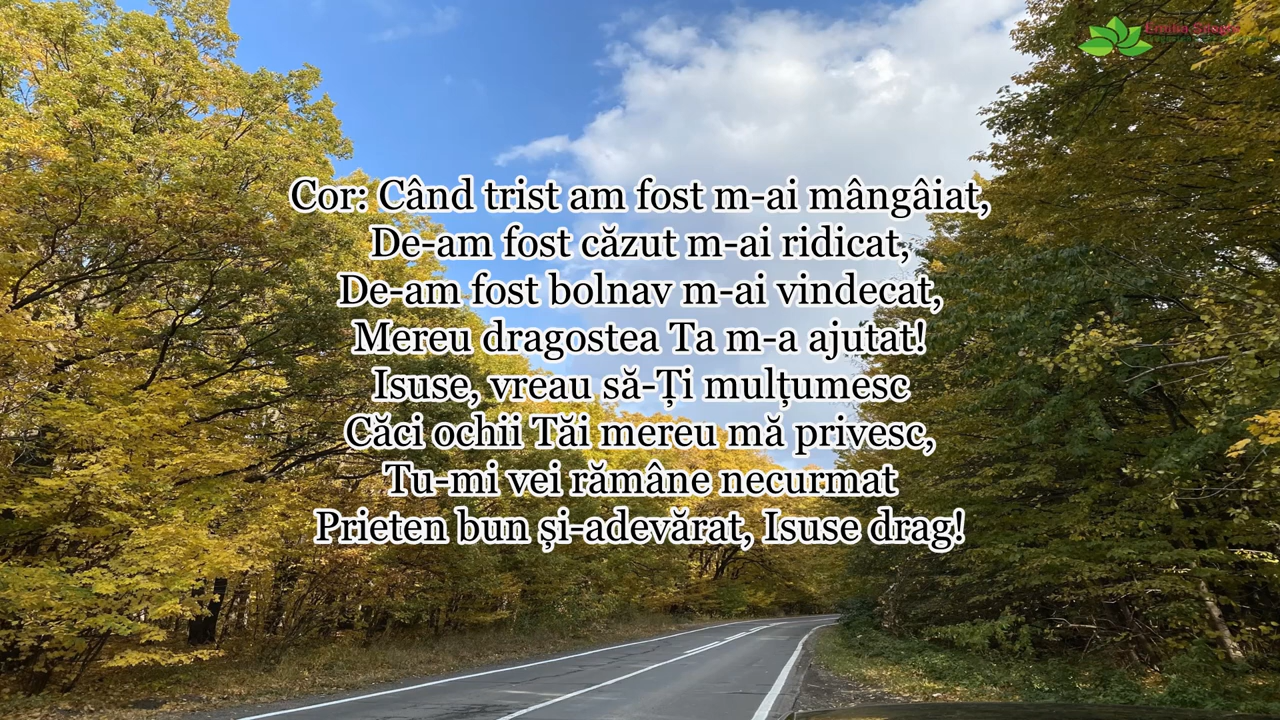 Cor: Când trist am fost m-ai mângâiat,
De-am fost căzut m-ai ridicat,
De-am fost bolnav m-ai vindecat,
Mereu dragostea Ta m-a ajutat!
Isuse, vreau să-Ți mulțumesc
Căci ochii Tăi mereu mă privesc,
Tu-mi vei rămâne necurmat
Prieten bun și-adevărat, Isuse drag!